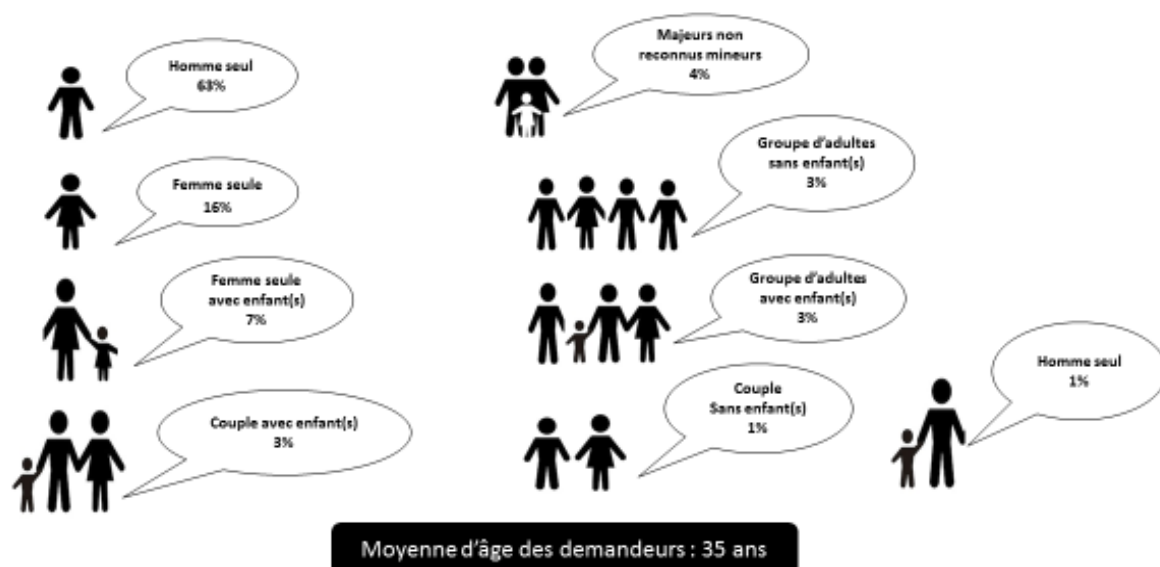 Homme seul
63%
Femme seule
16%
Femme seule
avec enfant(s)
7%
Couple avec enfant(s)
3%
Majeurs non
reconnus mineurs
4%
Groupe d'adultes
sans enfant(s)
3%
Groupe d'adultes
avec enfant(s)
3%
Couple
Sans enfant(s)
1%
Homme seul
1%
Moyenne d'âge des demandeurs : 35 ans